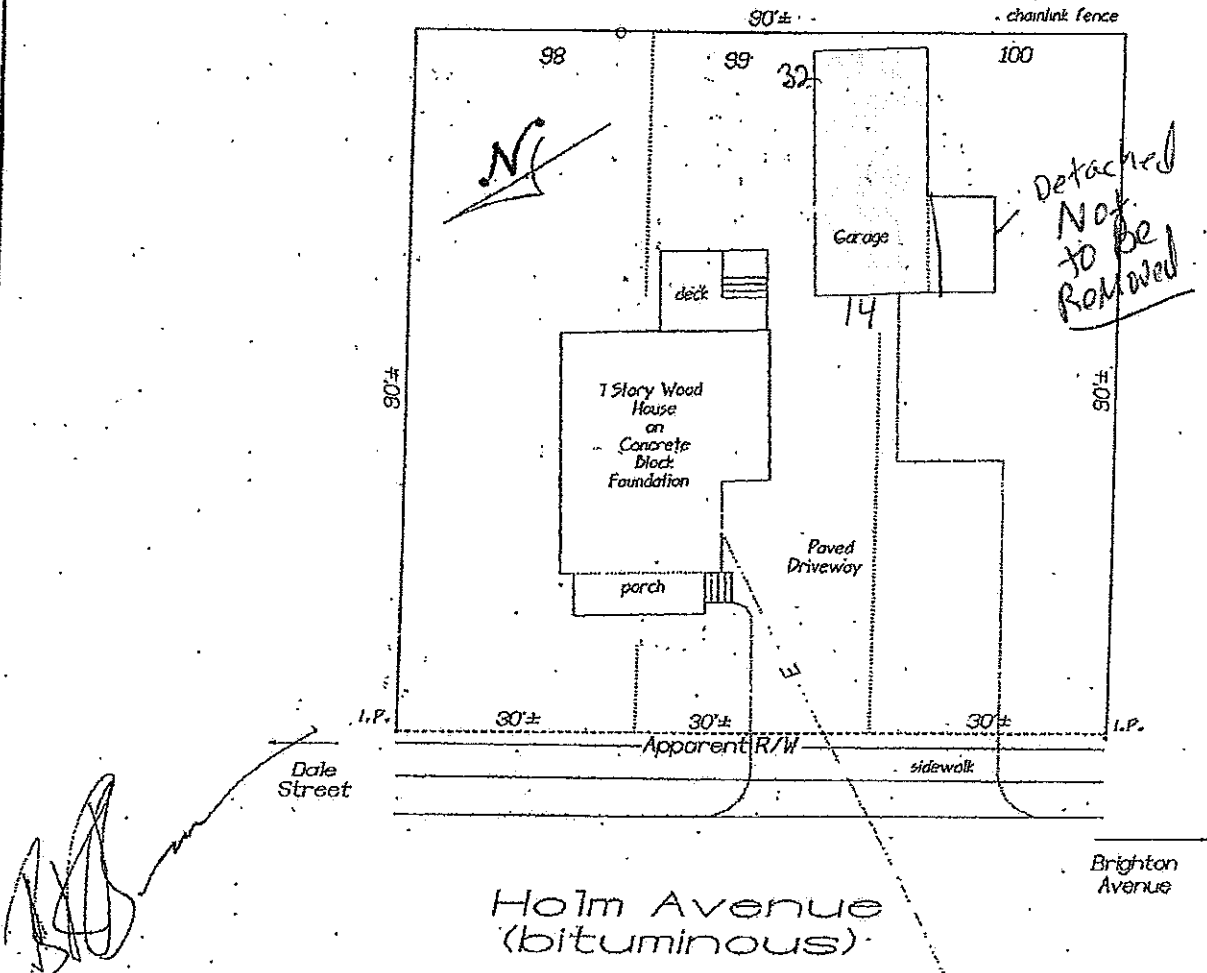 90'±
chainlink fence
98
99
100
32
N
Detached
Not
to Be
Removed
Garage
deck
14
80'±
80'±
1 Story Wood
House
on
Concrete
Block
Foundation
Paved
Driveway
porch
E
I.P.
30'±
30'±
30'±
I.P.
Apparent R/W
sidewalk
Dale
Street
Brighton
Avenue
Holm Avenue
(bituminous)